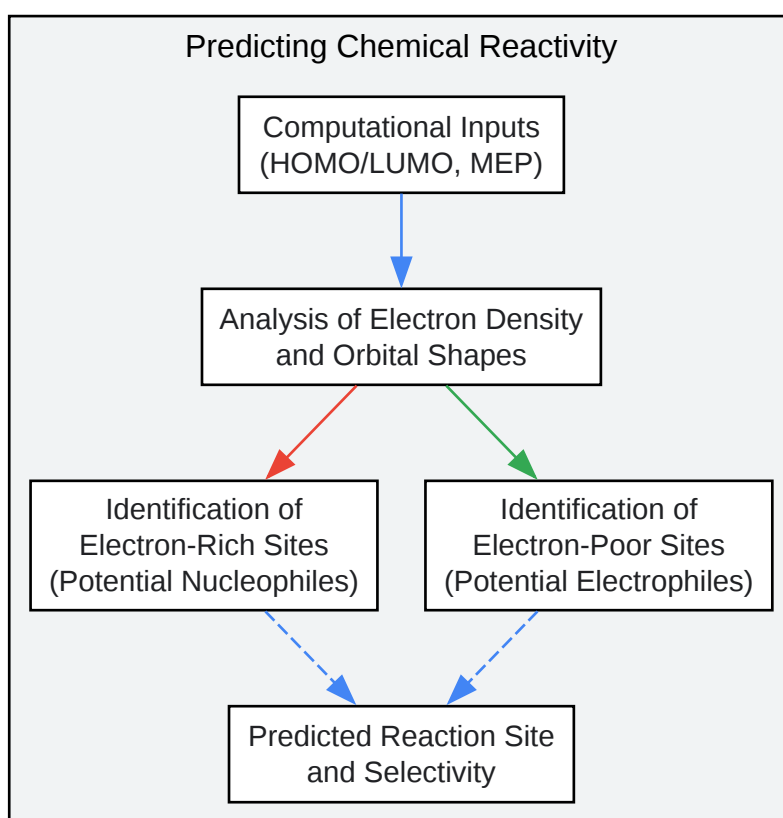 Predicting Chemical Reactivity
Computational Inputs
(HOMO/LUMO, MEP)
Analysis of Electron Density
and Orbital Shapes
Identification of
Electron-Rich Sites
(Potential Nucleophiles)
Identification of
Electron-Poor Sites
(Potential Electrophiles)
Predicted Reaction Site
and Selectivity